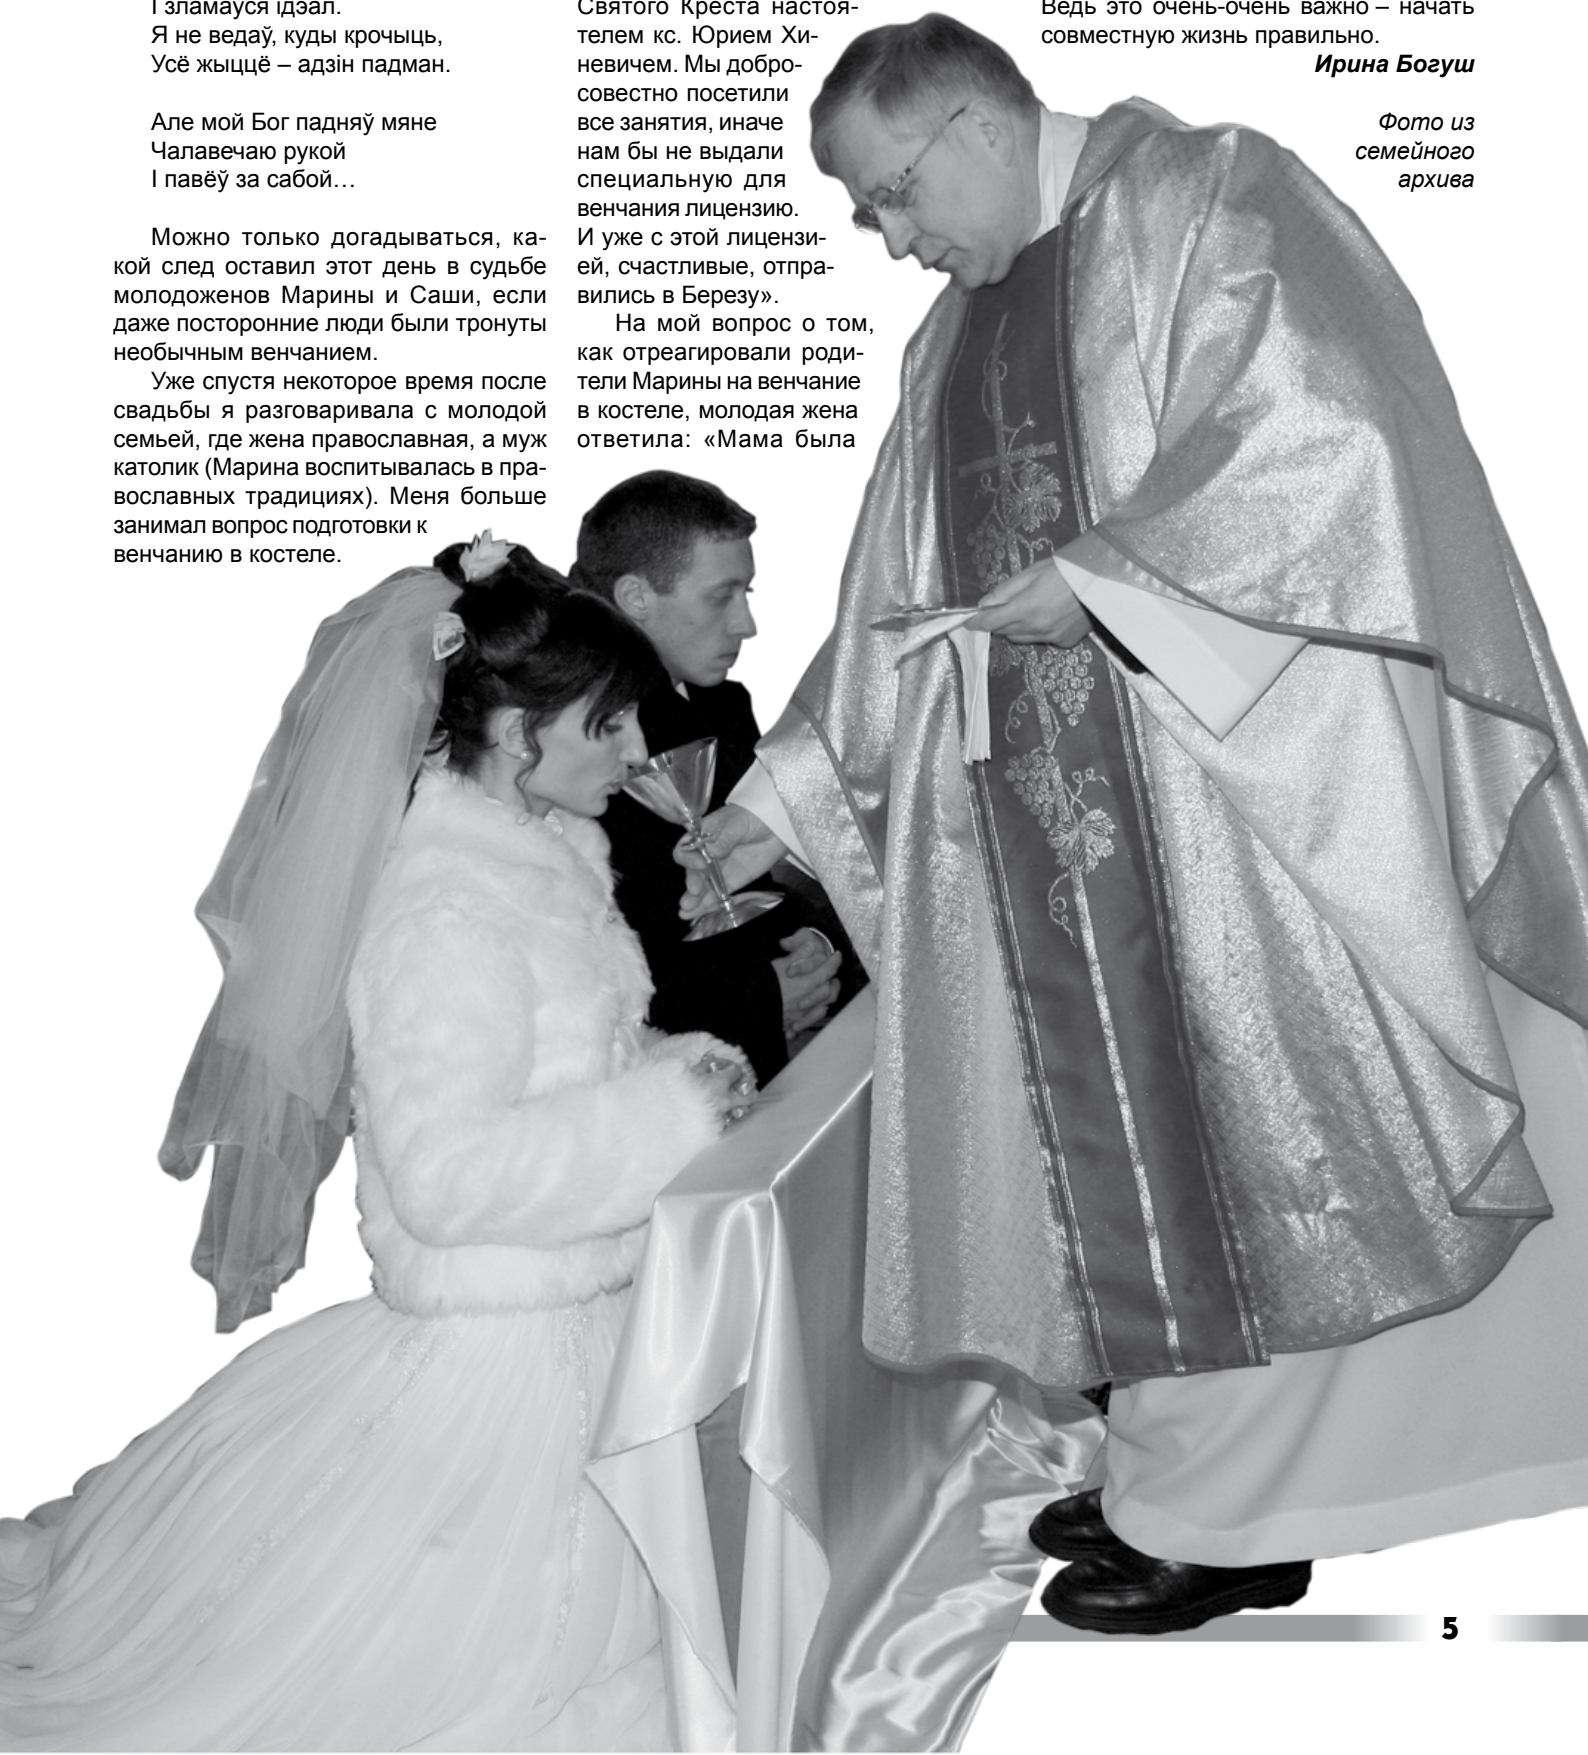 І зламаўся ідэал.
Я не ведаў, куды крочыць,
Усё жыццё – адзін падман.
Але мой Бог падняў мяне
Чалавечаю рукой
І павёў за сабой…
Можно только догадываться, ка-
кой след оставил этот день в судьбе
молодоженов Марины и Саши, если
даже посторонние люди были тронуты
необычным венчанием.
Уже спустя некоторое время после
свадьбы я разговаривала с молодой
семьей, где жена православная, а муж
католик (Марина воспитывалась в пра-
вославных традициях). Меня больше
занимал вопрос подготовки к
венчанию в костеле.
Святого Креста настоя-
телем кс. Юрием Хи-
невичем. Мы добро-
совестно посетили
все занятия, иначе
нам бы не выдали
специальную для
венчания лицензию.
И уже с этой лицензи-
ей, счастливые, отпра-
вились в Березу».
На мой вопрос о том,
как отреагировали роди-
тели Марины на венчание
в костеле, молодая жена
ответила: «Мама была
Ведь это очень-очень важно – начать
совместную жизнь правильно.
Ирина Богуш
Фото из
семейного
архива
5